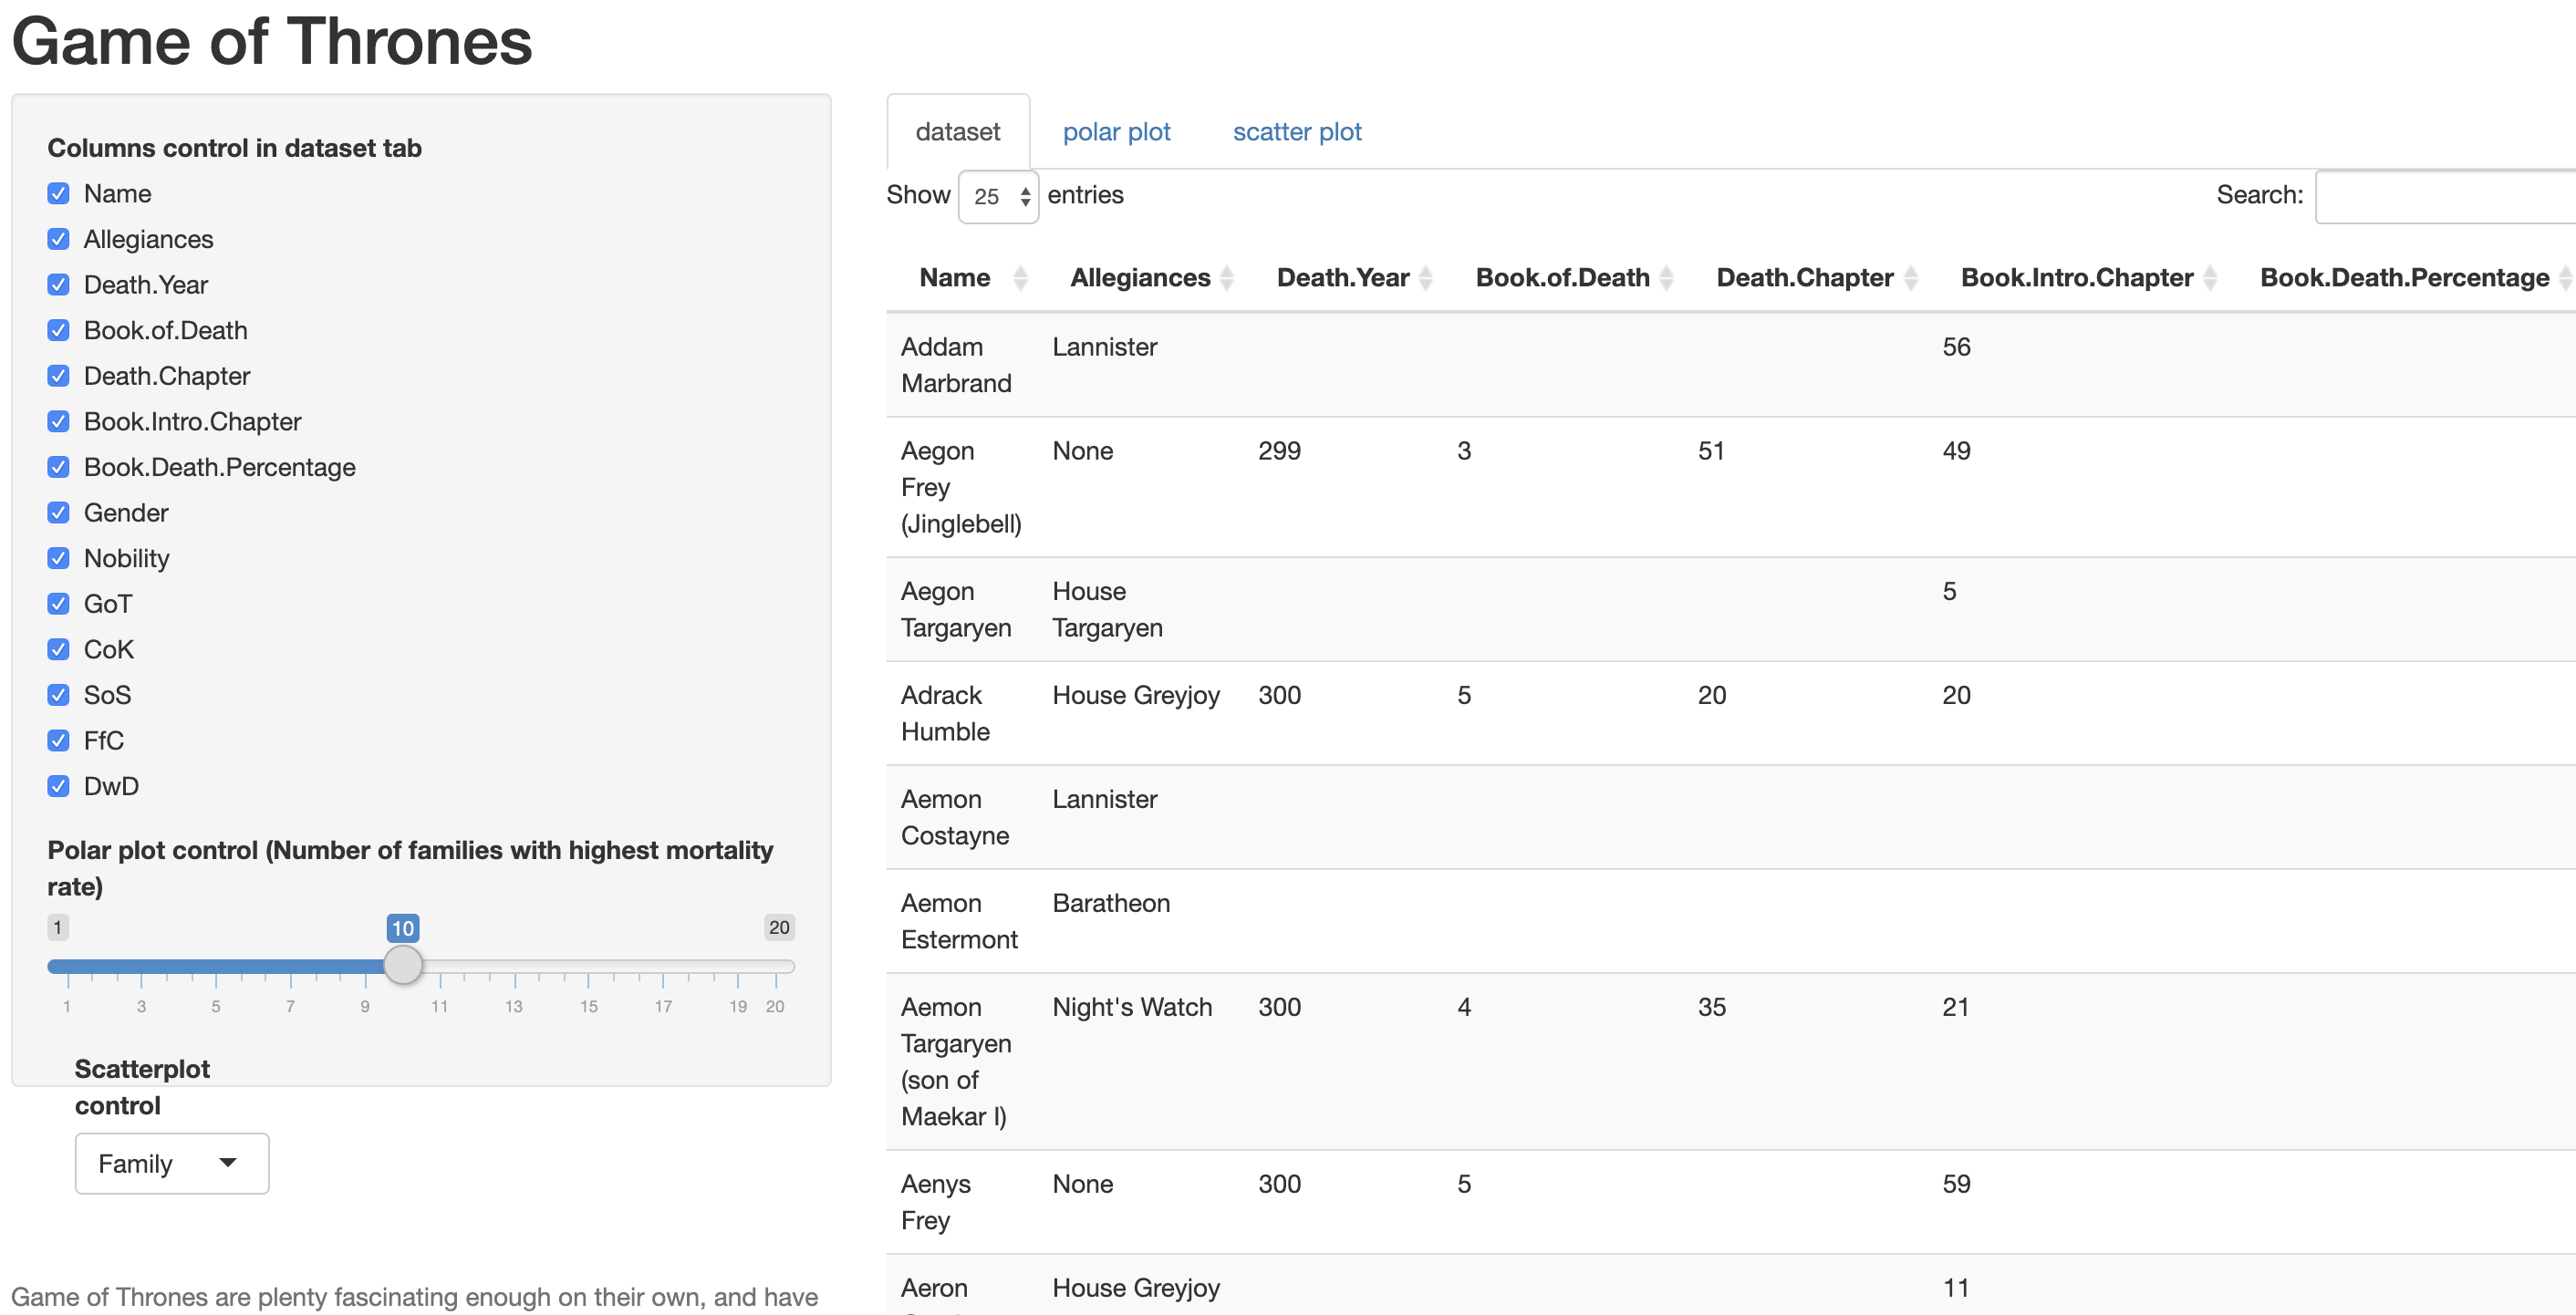 Game of Thrones
Columns control in dataset tab
Name
Allegiances
Death.Year
Book.of.Death
Death.Chapter
Book.Intro.Chapter
Book.Death.Percentage
Gender
Nobility
GoT
CoK
SoS
FfC
DwD
Polar plot control (Number of families with highest mortality
rate)
1 10 20
1 3 5 7 9 11 13 15 17 19 20
Scatterplot
control
Family
Game of Thrones are plenty fascinating enough on their own, and have
dataset polar plot scatter plot
Show 25 entries Search:
Name Allegiances Death.Year Book.of.Death Death.Chapter Book.Intro.Chapter Book.Death.Percentage
Addam Lannister 56
Marbrand
Aegon None 299 3 51 49
Frey
(Jinglebell)
Aegon House 5
Targaryen Targaryen
Adrack House Greyjoy 300 5 20 20
Humble
Aemon Lannister
Costayne
Aemon Baratheon
Estermont
Aemon Night's Watch 300 4 35 21
Targaryen
(son of
Maekar I)
Aenys None 300 5 59
Frey
Aeron House Greyjoy 11